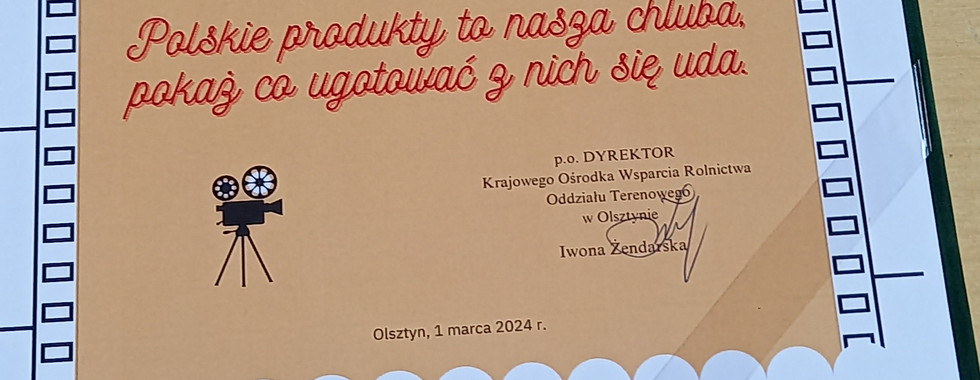 Polskie produkty to nasza chluba,
pokaż co ugotować z nich się uda.
p.o. DYREKTOR
Krajowego Ośrodka Wsparcia Rolnictwa
Oddziału Terenowego
w Olsztynie
Iwona Żendarska
Olsztyn, 1 marca 2024 r.